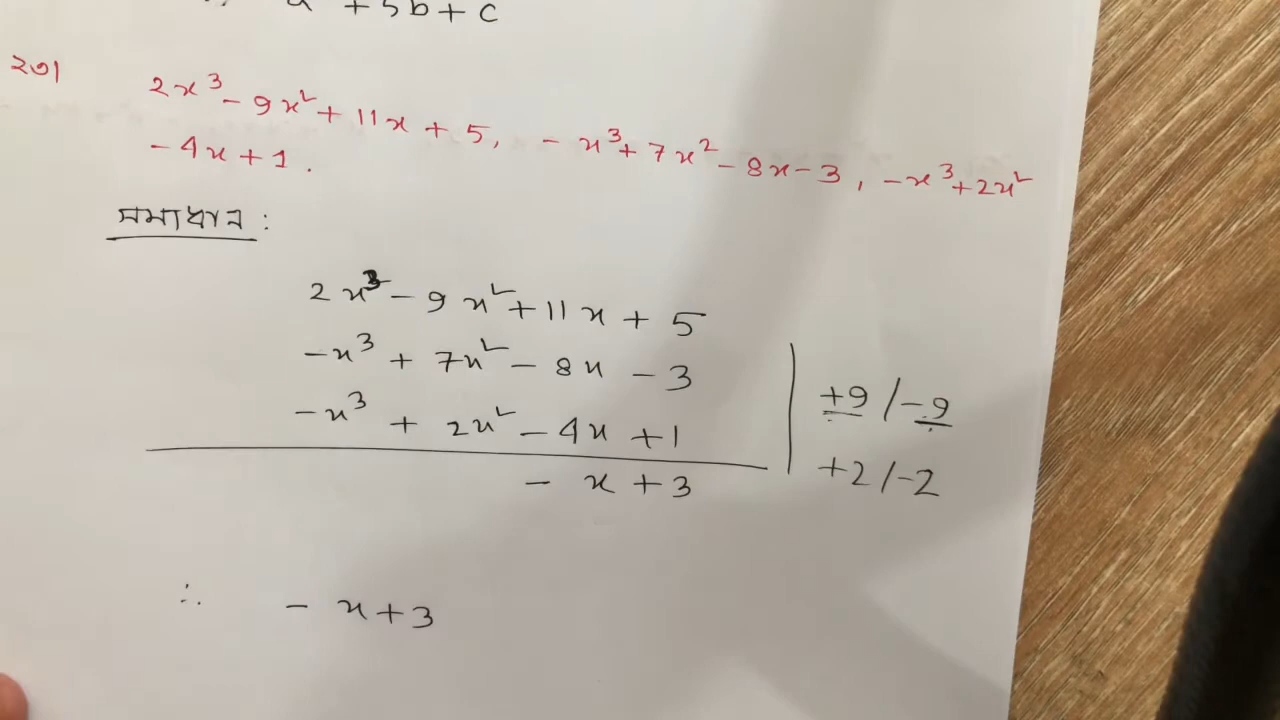 +5b+c
২৩। 2x³ - 9x² + 11x + 5, - x³ + 7x² - 8x - 3, -x³ + 2x²
- 4x + 1.
সমাধান :
2x³ - 9x² + 11x + 5
-x³ + 7x² - 8x - 3
-x³ + 2x² - 4x + 1
+9 / -9
+2 / -2
- x + 3
∴ - x + 3